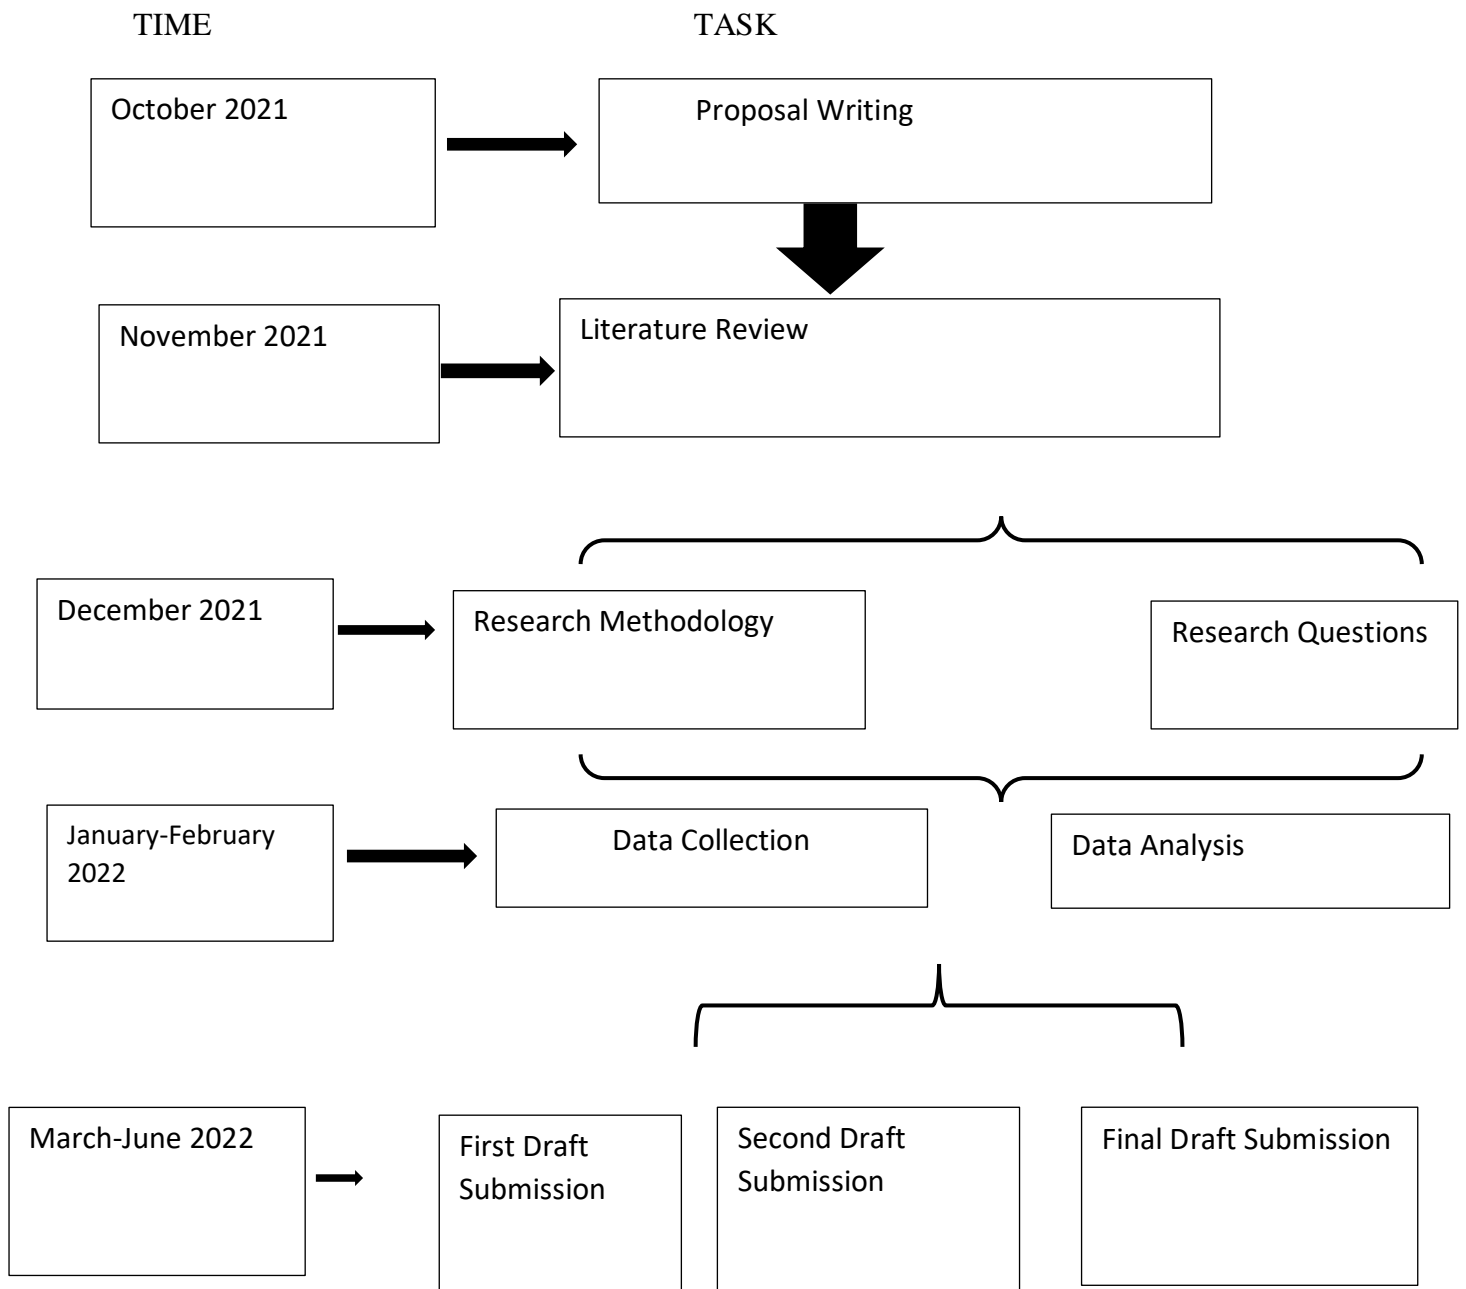 TIME
TASK
October 2021
Proposal Writing
November 2021
Literature Review
December 2021
Research Methodology
Research Questions
January-February
2022
Data Collection
Data Analysis
March-June 2022
First Draft
Submission
Second Draft
Submission
Final Draft Submission